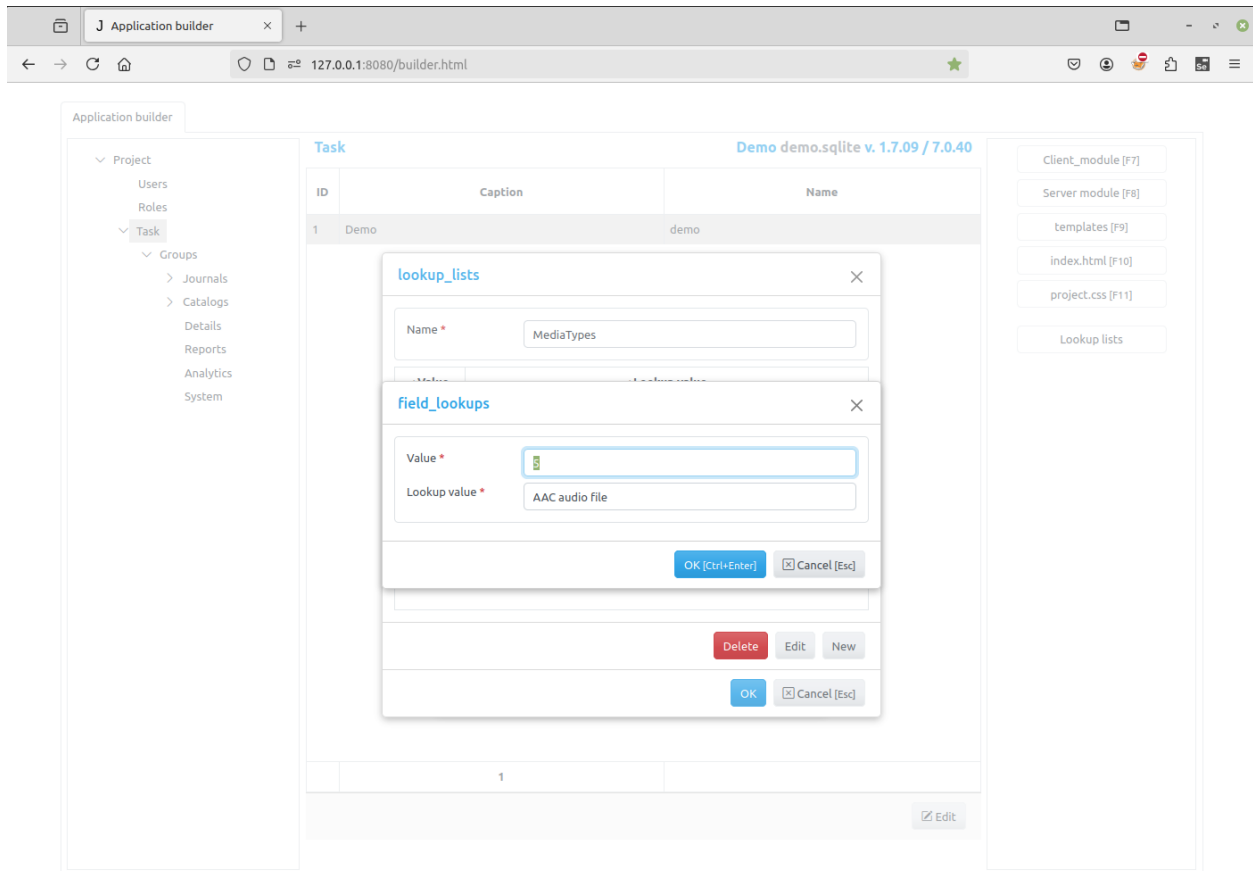 J Application builder
127.0.0.1:8080/builder.html
Application builder
Project
Users
Roles
Task
Groups
Journals
Catalogs
Details
Reports
Analytics
System
Task
Demo demo.sqlite v. 1.7.09 / 7.0.40
ID Caption Name
1 Demo demo
lookup_lists
Name *
MediaTypes
field_lookups
Value *
5
Lookup value *
AAC audio file
OK [Ctrl+Enter]
Cancel [Esc]
Delete
Edit
New
OK
Cancel [Esc]
1
Edit
Client_module [F7]
Server module [F8]
templates [F9]
index.html [F10]
project.css [F11]
Lookup lists